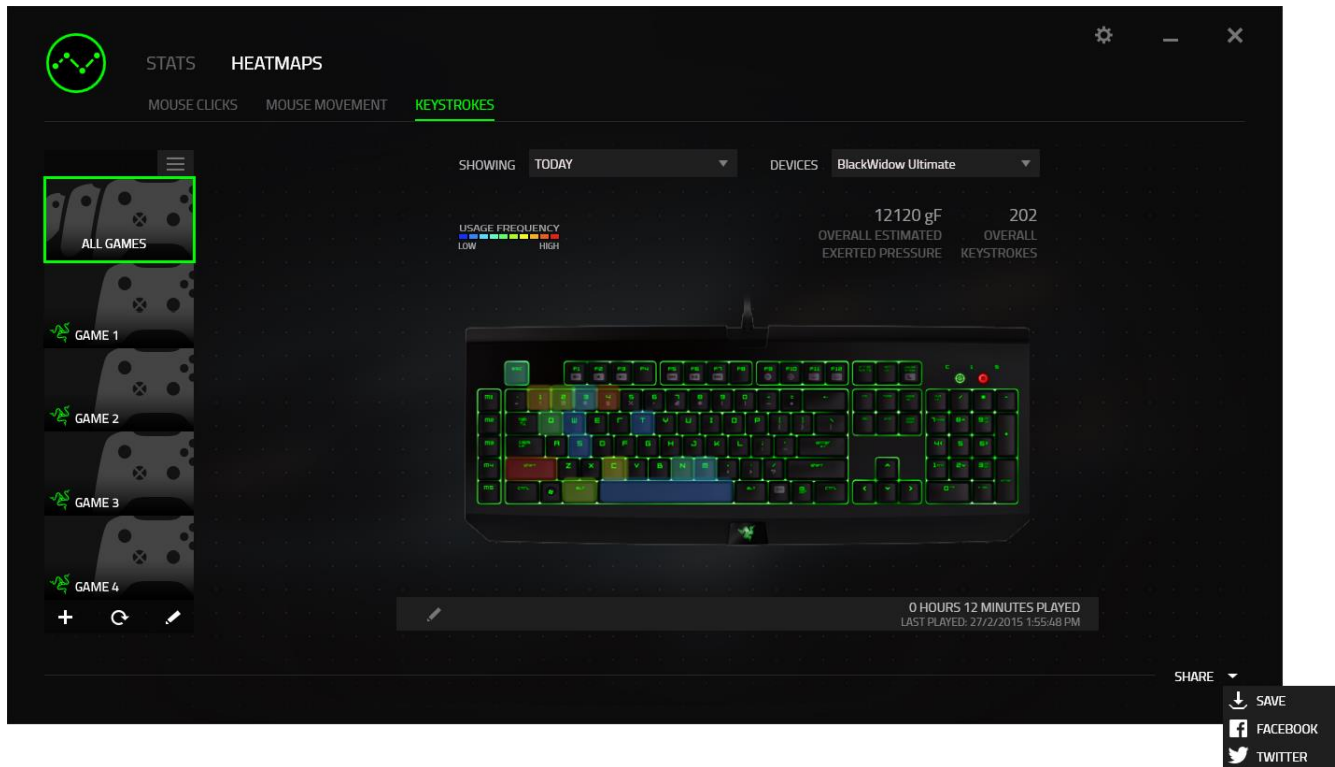 STATS HEATMAPS
MOUSE CLICKS MOUSE MOVEMENT KEYSTROKES
SHOWING TODAY DEVICES BlackWidow Ultimate
ALL GAMES
GAME 1
GAME 2
GAME 3
GAME 4
USAGE FREQUENCY
LOW HIGH
12120 gF
OVERALL ESTIMATED
EXERTED PRESSURE
202
OVERALL
KEYSTROKES
0 HOURS 12 MINUTES PLAYED
LAST PLAYED: 27/2/2015 1:55:48 PM
SHARE
SAVE
FACEBOOK
TWITTER